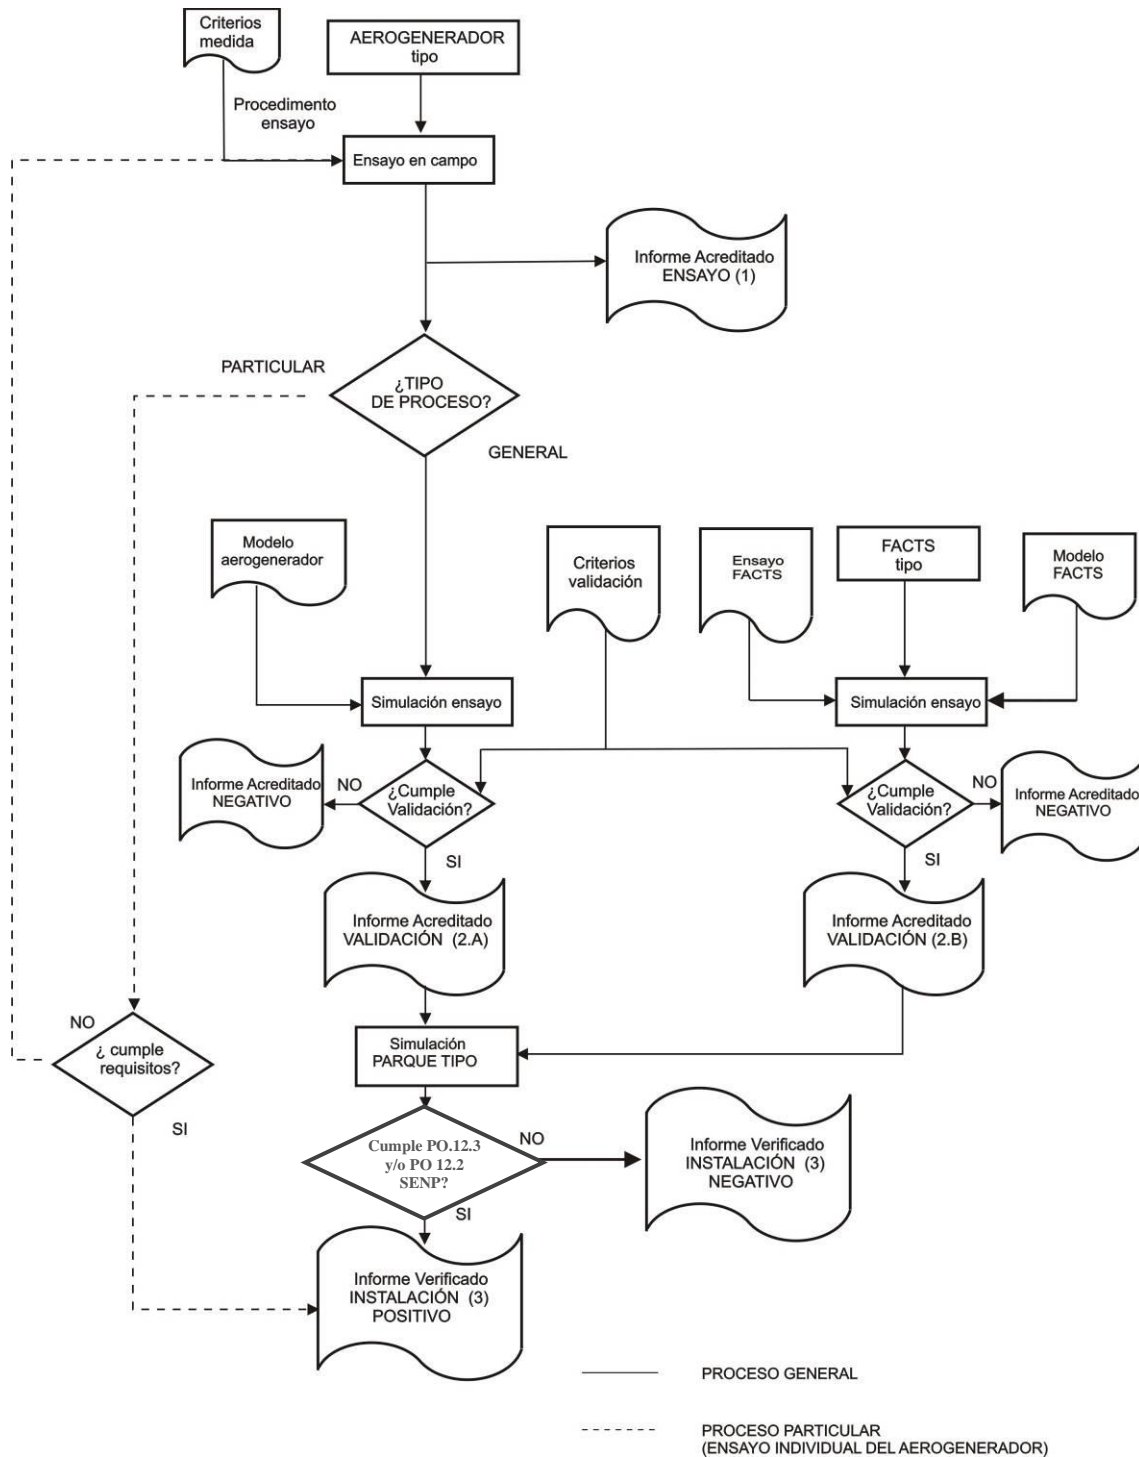 Criterios
medida
AEROGENERADOR
tipo
Procedimento
ensayo
Ensayo en campo
Informe Acreditado
ENSAYO (1)
PARTICULAR
¿TIPO
DE PROCESO?
GENERAL
Modelo
aerogenerador
Criterios
validación
Ensayo
FACTS
FACTS
tipo
Modelo
FACTS
Simulación ensayo
Simulación ensayo
Informe Acreditado
NEGATIVO
NO
¿Cumple
Validación?
¿Cumple
Validación?
NO
Informe Acreditado
NEGATIVO
SI
SI
Informe Acreditado
VALIDACIÓN (2.A)
Informe Acreditado
VALIDACIÓN (2.B)
NO
¿ cumple
requisitos?
SI
Simulación
PARQUE TIPO
Cumple PO.12.3
y/o PO 12.2
SENP?
NO
Informe Verificado
INSTALACIÓN (3)
NEGATIVO
SI
Informe Verificado
INSTALACIÓN (3)
POSITIVO
PROCESO GENERAL
PROCESO PARTICULAR
(ENSAYO INDIVIDUAL DEL AEROGENERADOR)